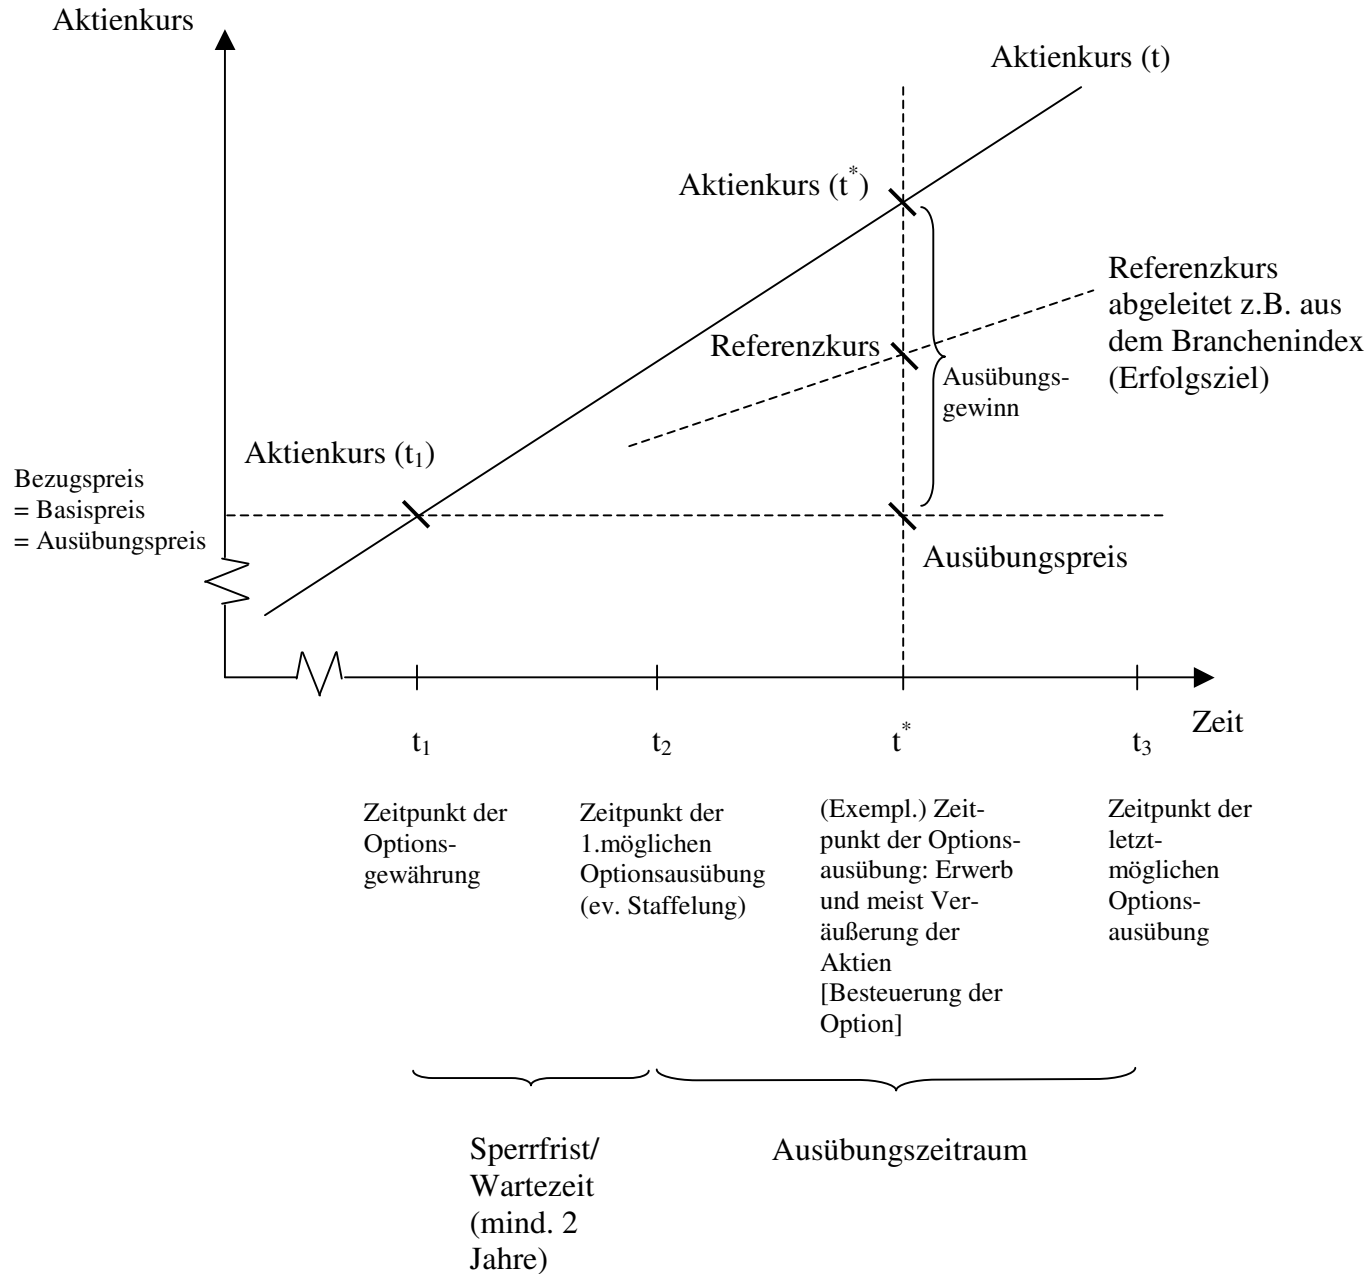 Aktienkurs
Aktienkurs (t)
Aktienkurs (t*)
Referenzkurs
abgeleitet z.B. aus
dem Branchenindex
(Erfolgsziel)
Referenzkurs
Ausübungs-
gewinn
Aktienkurs (t₁)
Bezugspreis
= Basispreis
= Ausübungspreis
Ausübungspreis
Zeit
t₁
t₂
t*
t₃
Zeitpunkt der
Options-
gewährung
Zeitpunkt der
1.möglichen
Optionsausübung
(ev. Staffelung)
(Exempl.) Zeit-
punkt der Options-
ausübung: Erwerb
und meist Ver-
äußerung der
Aktien
[Besteuerung der
Option]
Zeitpunkt der
letzt-
möglichen
Options-
ausübung
Sperrfrist/
Wartezeit
(mind. 2
Jahre)
Ausübungszeitraum